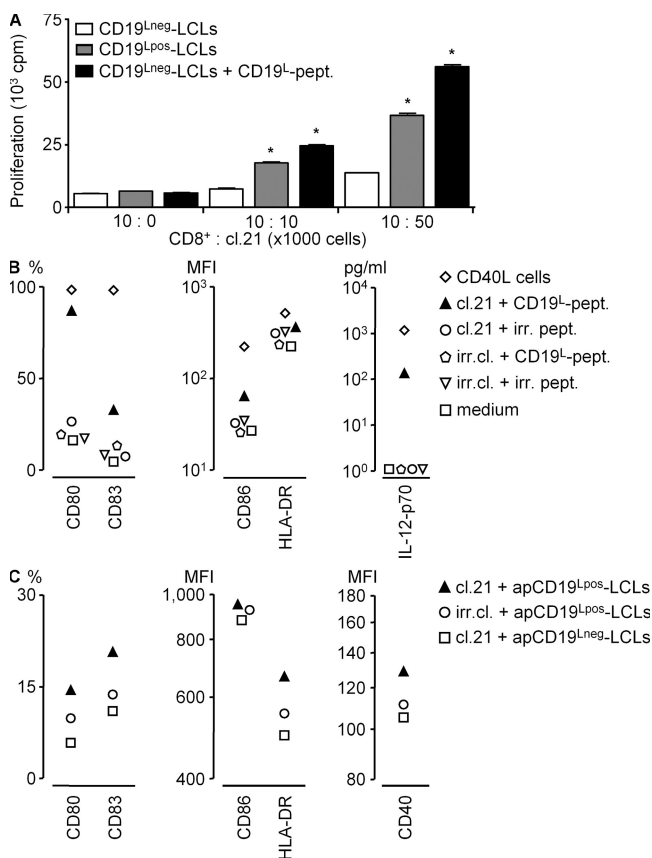 A
Proliferation (10³ cpm)
75
50
25
0
CD19ᴸⁿᵉᵍ-LCLs
CD19ᴸᵖᵒˢ-LCLs
CD19ᴸⁿᵉᵍ-LCLs + CD19ᴸ-pept.
* * * *
10 : 0 10 : 10 10 : 50
CD8⁺ : cl.21 (x1000 cells)
B % MFI pg/ml
100
50
0
CD80 CD83
10³
10²
10¹
CD86 HLA-DR
10⁴
10³
10²
10¹
10⁰
IL-12-p70
CD40L cells
cl.21 + CD19ᴸ-pept.
cl.21 + irr. pept.
irr.cl. + CD19ᴸ-pept.
irr.cl. + irr. pept.
medium
C % MFI MFI
30
15
0
CD80 CD83
1,000
800
600
400
CD86 HLA-DR
180
160
140
120
100
80
CD40
cl.21 + apCD19ᴸᵖᵒˢ-LCLs
irr.cl. + apCD19ᴸᵖᵒˢ-LCLs
cl.21 + apCD19ᴸⁿᵉᵍ-LCLs